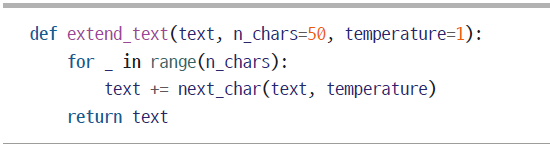 def extend_text(text, n_chars=50, temperature=1):
    for _ in range(n_chars):
        text += next_char(text, temperature)
    return text